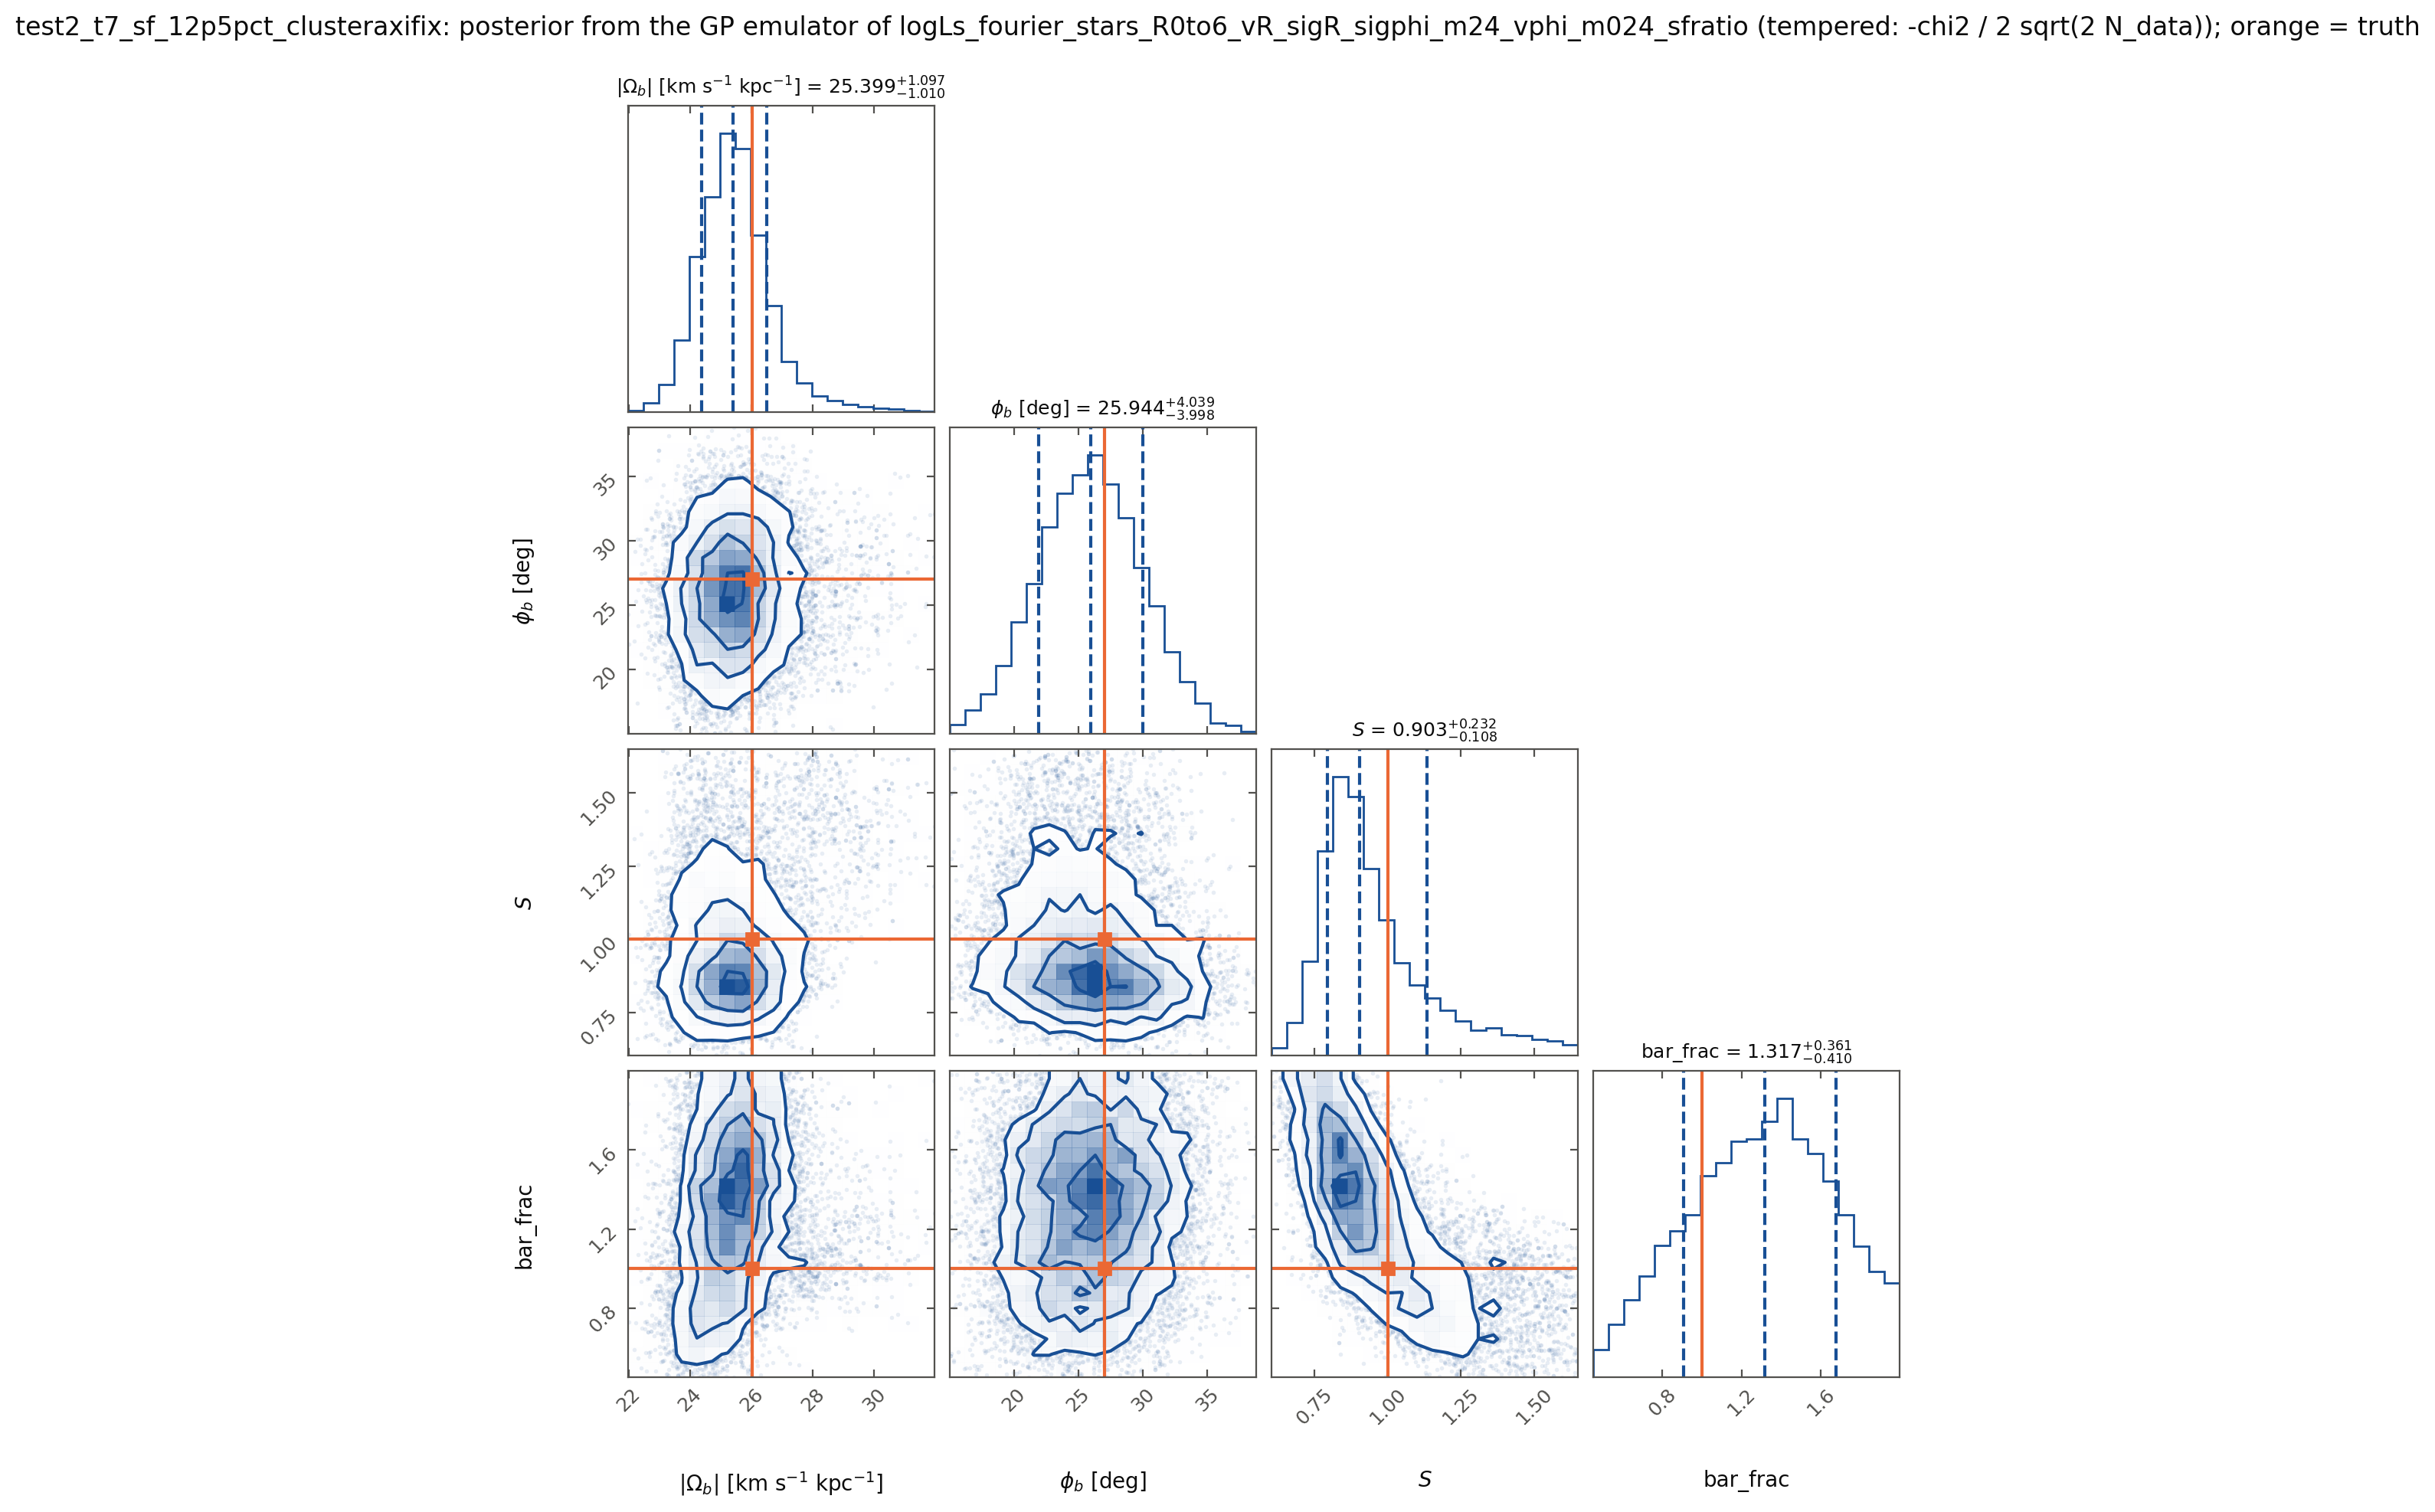 test2_t7_sf_12p5pct_clusteraxifix: posterior from the GP emulator of logLs_fourier_stars_R0to6_vR_sigR_sigphi_m24_vphi_m024_sfratio (tempered: -chi2 / 2 sqrt(2 N_data)); orange = truth
|Ω_b| [km s⁻¹ kpc⁻¹] = 25.399^{+1.097}_{-1.010}
ϕ_b [deg] = 25.944^{+4.039}_{-3.998}
ϕ_b [deg]
35
30
25
20
S = 0.903^{+0.232}_{-0.108}
S
1.50
1.25
1.00
0.75
bar_frac = 1.317^{+0.361}_{-0.410}
bar_frac
1.6
1.2
0.8
22 24 26 28 30
20 25 30 35
0.75 1.00 1.25 1.50
0.8 1.2 1.6
|Ω_b| [km s⁻¹ kpc⁻¹]
ϕ_b [deg]
S
bar_frac